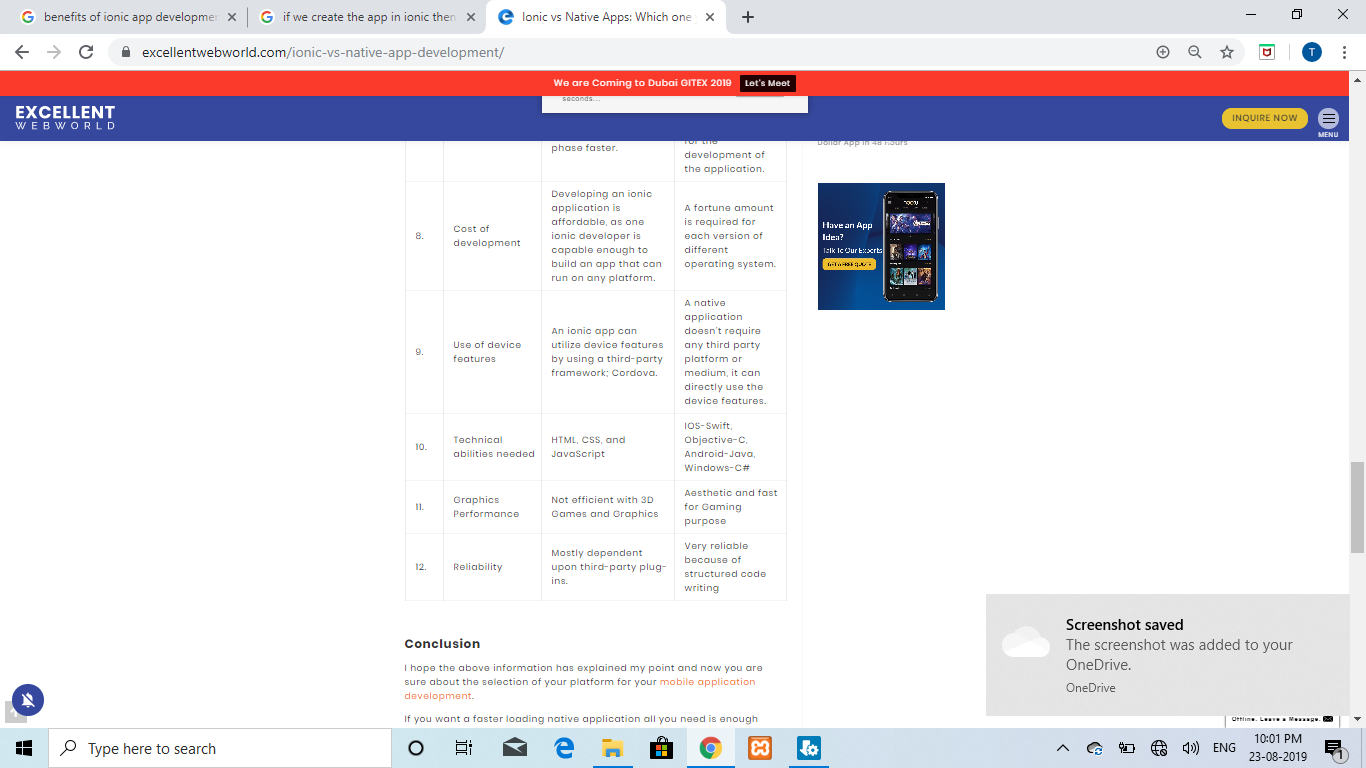 benefits of ionic app developmen
if we create the app in ionic then
Ionic vs Native Apps: Which one
excellentwebworld.com/ionic-vs-native-app-development/
T
We are Coming to Dubai GITEX 2019 Let's Meet
seconds...
EXCELLENT
WEBWORLD
INQUIRE NOW
MENU
phase faster.
for the
development of
the application.
Dollar App in 48 Hours
8.
Cost of
development
Developing an ionic
application is
affordable, as one
ionic developer is
capable enough to
build an app that can
run on any platform.
A fortune amount
is required for
each version of
different
operating system.
9.
Use of device
features
An ionic app can
utilize device features
by using a third-party
framework; Cordova.
A native
application
doesn't require
any third party
platform or
medium, it can
directly use the
device features.
10.
Technical
abilities needed
HTML, CSS, and
JavaScript
IOS-Swift,
Objective-C,
Android-Java,
Windows-C#
11.
Graphics
Performance
Not efficient with 3D
Games and Graphics
Aesthetic and fast
for Gaming
purpose
12.
Reliability
Mostly dependent
upon third-party plug-
ins.
Very reliable
because of
structured code
writing
Have an App
Idea?
Talk To Our Experts
GET A FREE QUOTE
Conclusion
I hope the above information has explained my point and now you are
sure about the selection of your platform for your mobile application
development.
If you want a faster loading native application all you need is enough
Screenshot saved
The screenshot was added to your
OneDrive.
OneDrive
Offline. Leave a Message.
Type here to search
ENG
10:01 PM
23-08-2019
1